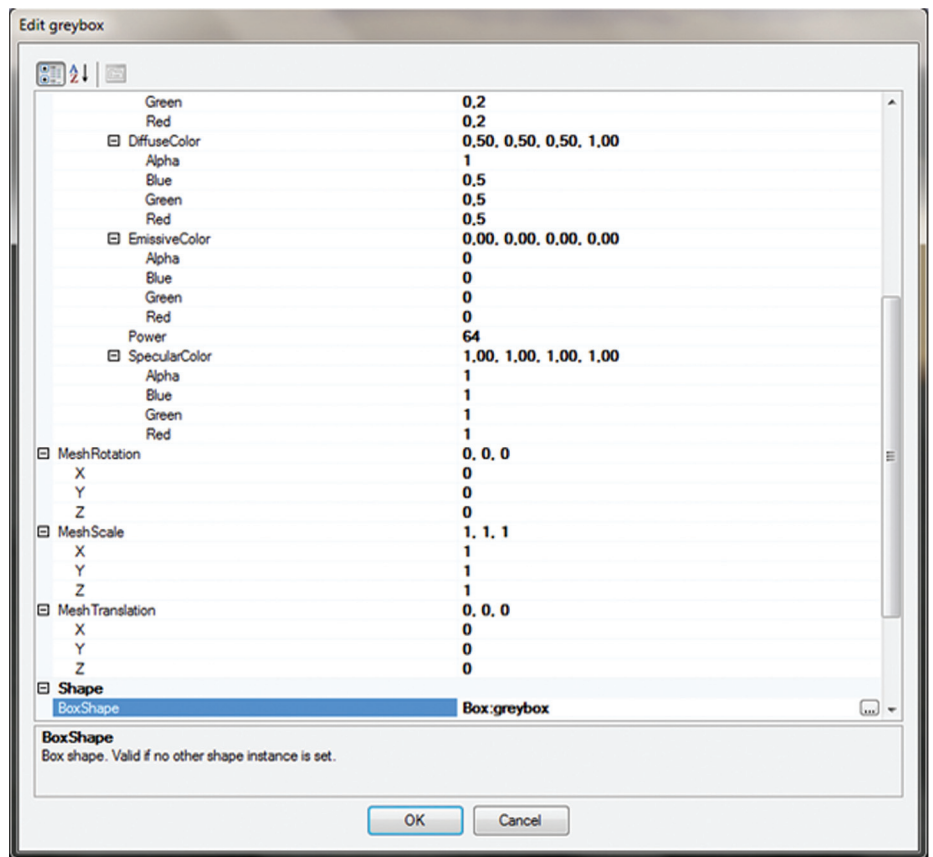 Edit greybox
Green 0,2
Red 0,2
DiffuseColor 0,50, 0,50, 0,50, 1,00
Alpha 1
Blue 0,5
Green 0,5
Red 0,5
EmissiveColor 0,00, 0,00, 0,00, 0,00
Alpha 0
Blue 0
Green 0
Red 0
Power 64
SpecularColor 1,00, 1,00, 1,00, 1,00
Alpha 1
Blue 1
Green 1
Red 1
MeshRotation 0, 0, 0
X 0
Y 0
Z 0
MeshScale 1, 1, 1
X 1
Y 1
Z 1
MeshTranslation 0, 0, 0
X 0
Y 0
Z 0
Shape
BoxShape Box:greybox ...
BoxShape
Box shape. Valid if no other shape instance is set.
OK Cancel